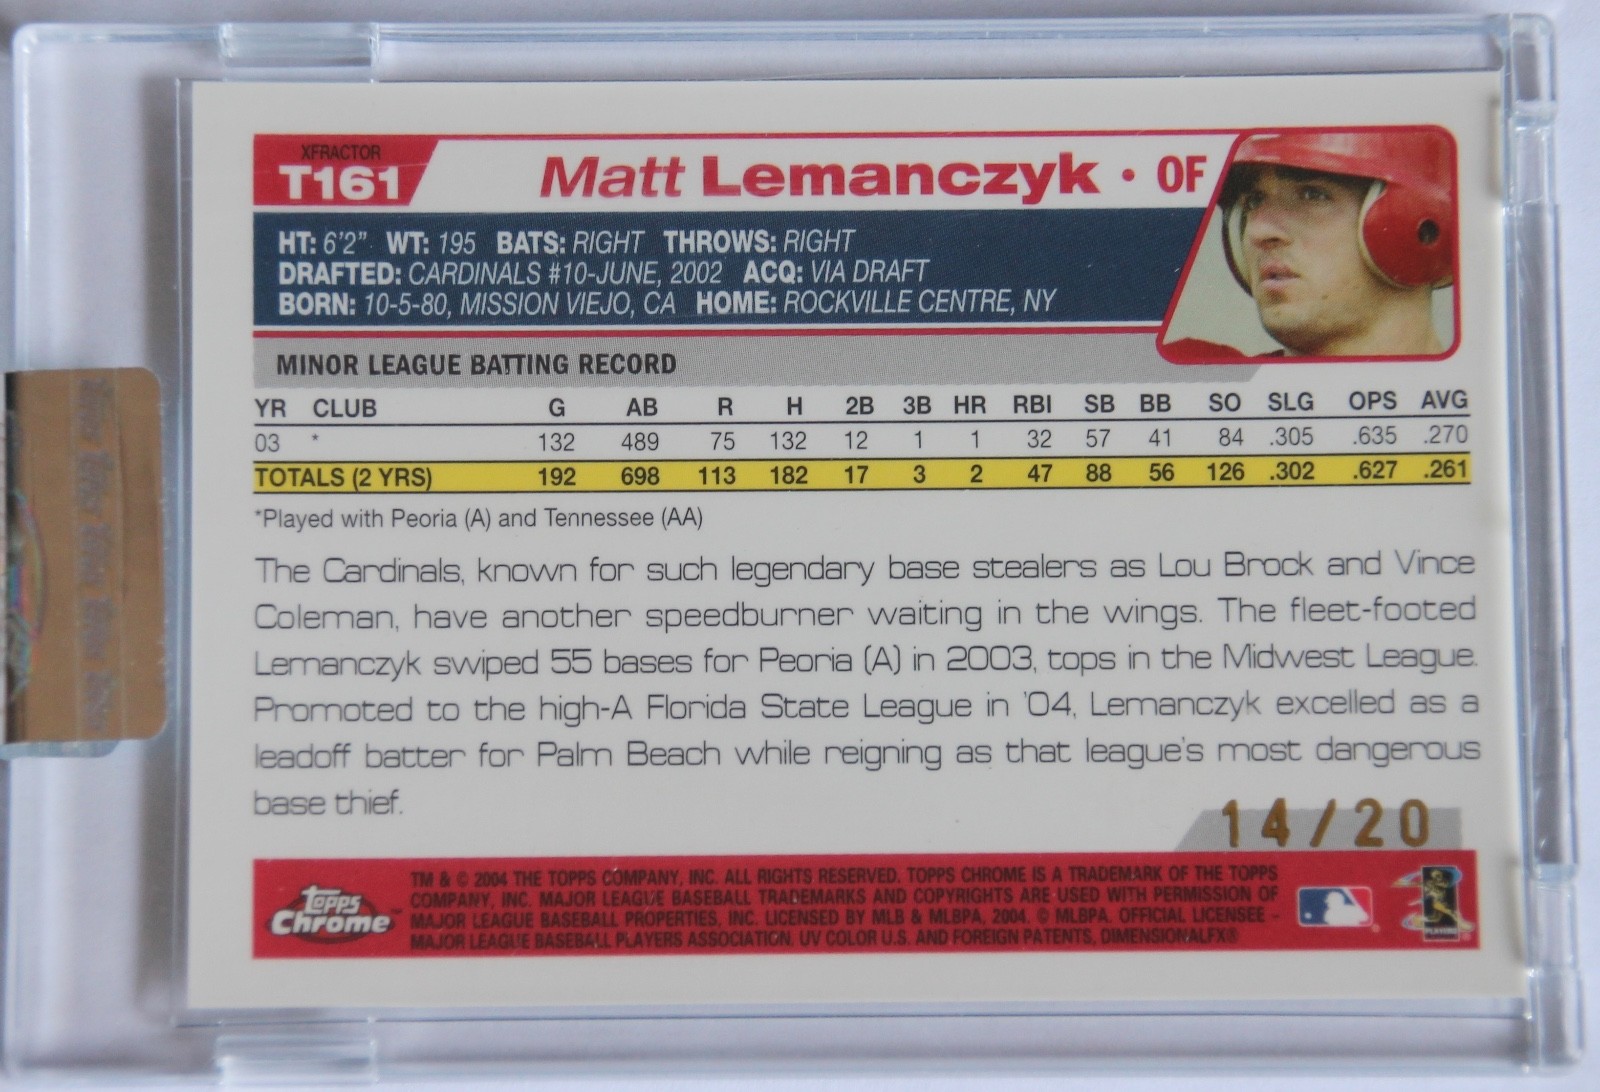 XFRACTOR
T161
Matt Lemanczyk • OF
HT: 6'2" WT: 195 BATS: RIGHT THROWS: RIGHT
DRAFTED: CARDINALS #10-JUNE, 2002 ACQ: VIA DRAFT
BORN: 10-5-80, MISSION VIEJO, CA HOME: ROCKVILLE CENTRE, NY
MINOR LEAGUE BATTING RECORD
YR CLUB G AB R H 2B 3B HR RBI SB BB SO SLG OPS AVG
03 * 132 489 75 132 12 1 1 32 57 41 84 .305 .635 .270
TOTALS (2 YRS) 192 698 113 182 17 3 2 47 88 56 126 .302 .627 .261
*Played with Peoria (A) and Tennessee (AA)
The Cardinals, known for such legendary base stealers as Lou Brock and Vince
Coleman, have another speedburner waiting in the wings. The fleet-footed
Lemanczyk swiped 55 bases for Peoria (A) in 2003, tops in the Midwest League.
Promoted to the high-A Florida State League in '04, Lemanczyk excelled as a
leadoff batter for Palm Beach while reigning as that league's most dangerous
base thief.
14/20
Topps
Chrome™
TM & © 2004 THE TOPPS COMPANY, INC. ALL RIGHTS RESERVED. TOPPS CHROME IS A TRADEMARK OF THE TOPPS
COMPANY, INC. MAJOR LEAGUE BASEBALL TRADEMARKS AND COPYRIGHTS ARE USED WITH PERMISSION OF
MAJOR LEAGUE BASEBALL PROPERTIES, INC. LICENSED BY MLB & MLBPA, 2004. © MLBPA. OFFICIAL LICENSEE –
MAJOR LEAGUE BASEBALL PLAYERS ASSOCIATION. UV COLOR U.S. AND FOREIGN PATENTS, DIMENSIONALFX®
PLAYERS